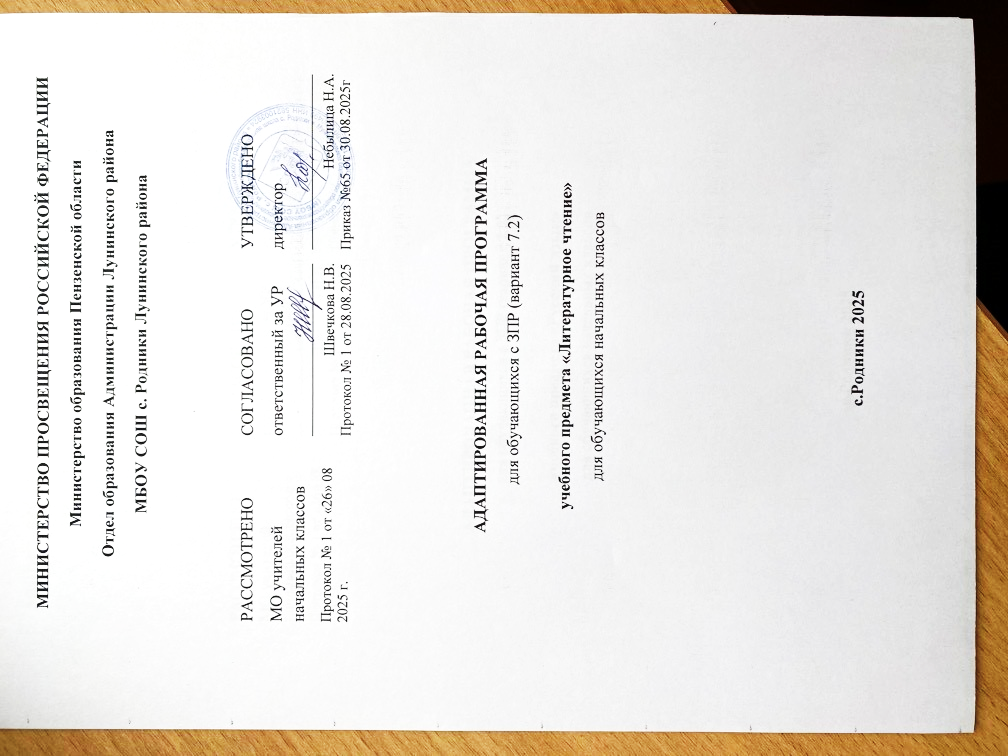 МИНИСТЕРСТВО ПРОСВЕЩЕНИЯ РОССИЙСКОЙ ФЕДЕРАЦИИ
Министерство образования Пензенской области
Отдел образования Администрации Лунинского района
МБОУ СОШ с. Родники Лунинского района
РАССМОТРЕНО
МО учителей
начальных классов
Протокол № 1 от «26» 08
2025 г.
СОГЛАСОВАНО
ответственный за УР
Швечкова Н.В.
Протокол № 1 от 28.08.2025
УТВЕРЖДЕНО
директор
Небылица Н.А.
Приказ №65 от 30.08.2025г
АДАПТИРОВАННАЯ РАБОЧАЯ ПРОГРАММА
для обучающихся с ЗПР (вариант 7.2)
учебного предмета «Литературное чтение»
для обучающихся начальных классов
с.Родники 2025